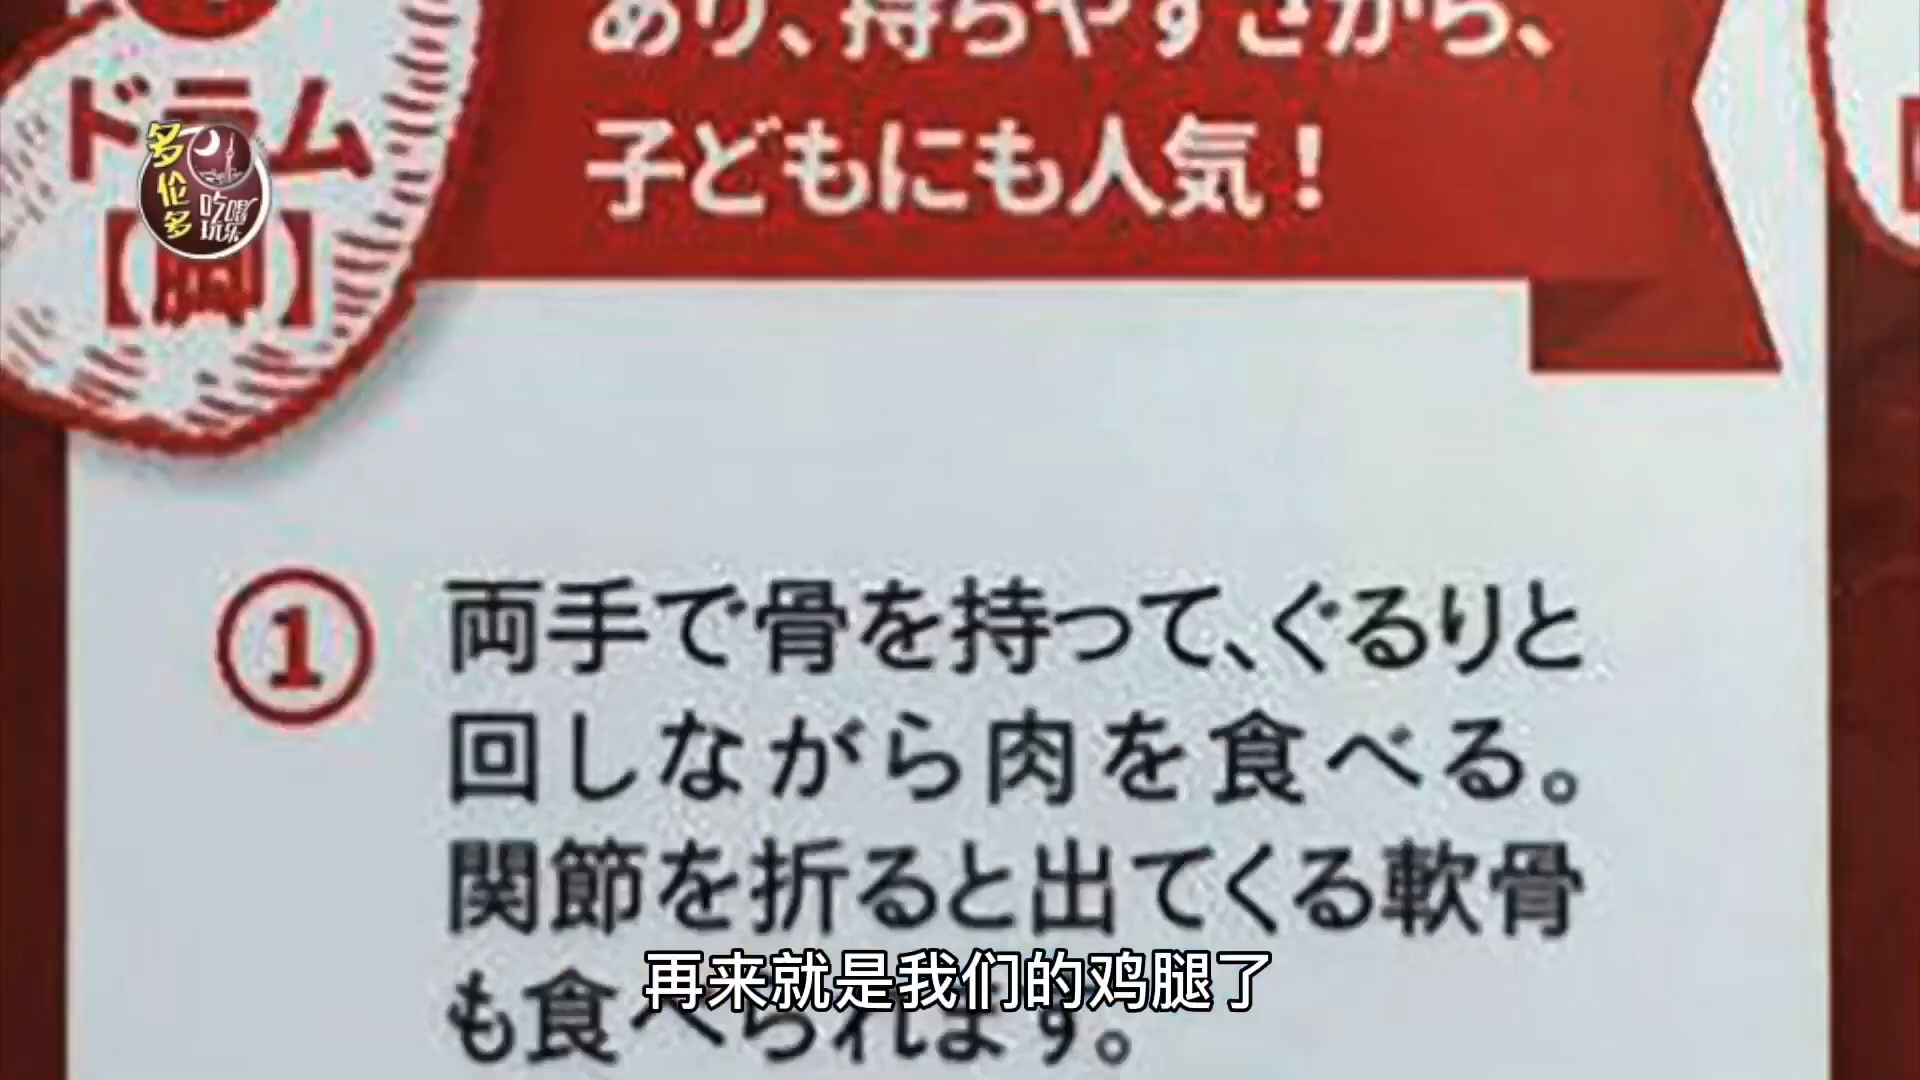 あり、持ちやすさから、
子どもにも人気！
ドラム
【脚】
多伦多
吃喝
玩乐
①
両手で骨を持って、ぐるりと
回しながら肉を食べる。
関節を折ると出てくる軟骨
も食べられます。
再来就是我们的鸡腿了